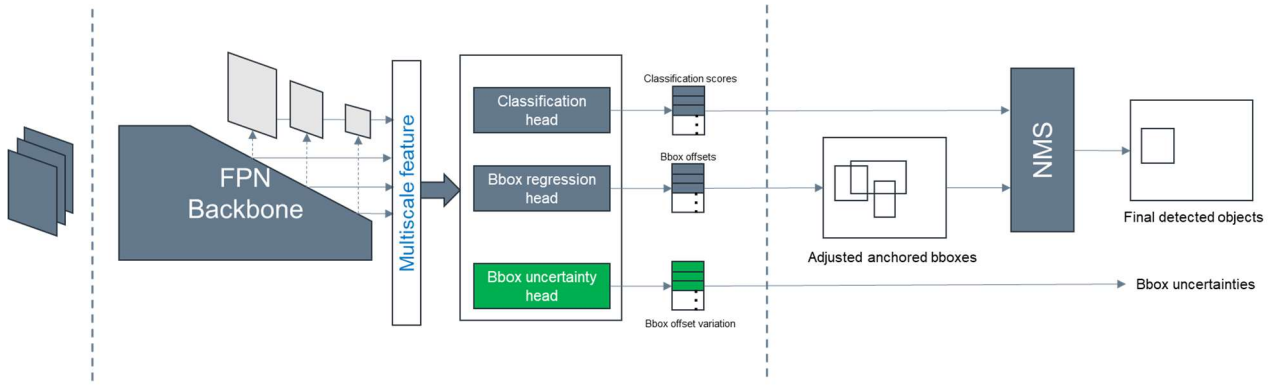 FPN
Backbone
Multiscale feature
Classification
head
Bbox regression
head
Bbox uncertainty
head
Classification scores
Bbox offsets
Bbox offset variation
Adjusted anchored bboxes
NMS
Final detected objects
Bbox uncertainties